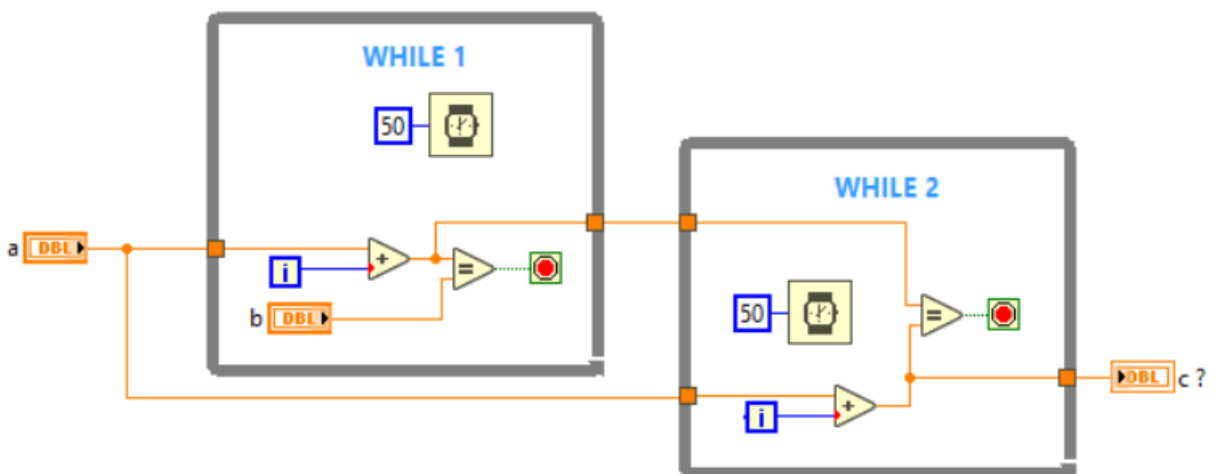 WHILE 1
50
WHILE 2
a DBL
i
+
=
b DBL
50
=
DBL c ?
i
+